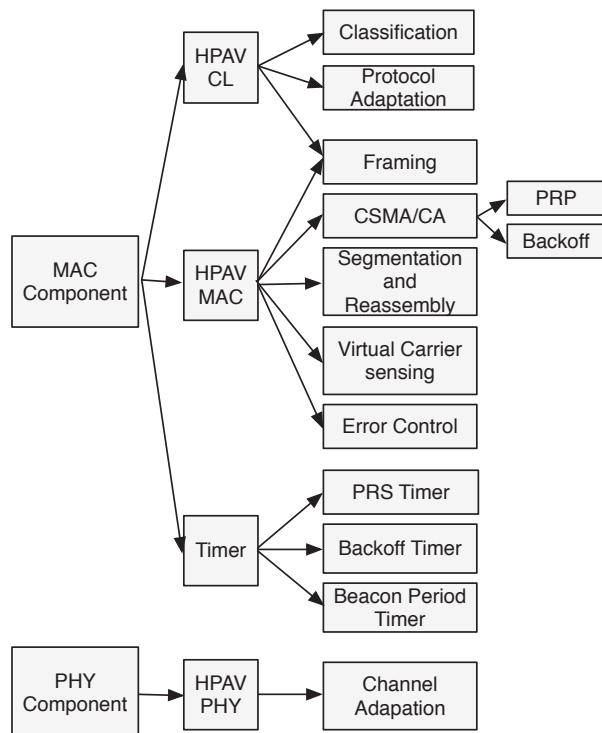 HPAV
CL
Classification
Protocol
Adaptation
Framing
CSMA/CA
PRP
Backoff
MAC
Component
HPAV
MAC
Segmentation
and
Reassembly
Virtual Carrier
sensing
Error Control
Timer
PRS Timer
Backoff Timer
Beacon Period
Timer
PHY
Component
HPAV
PHY
Channel
Adapation